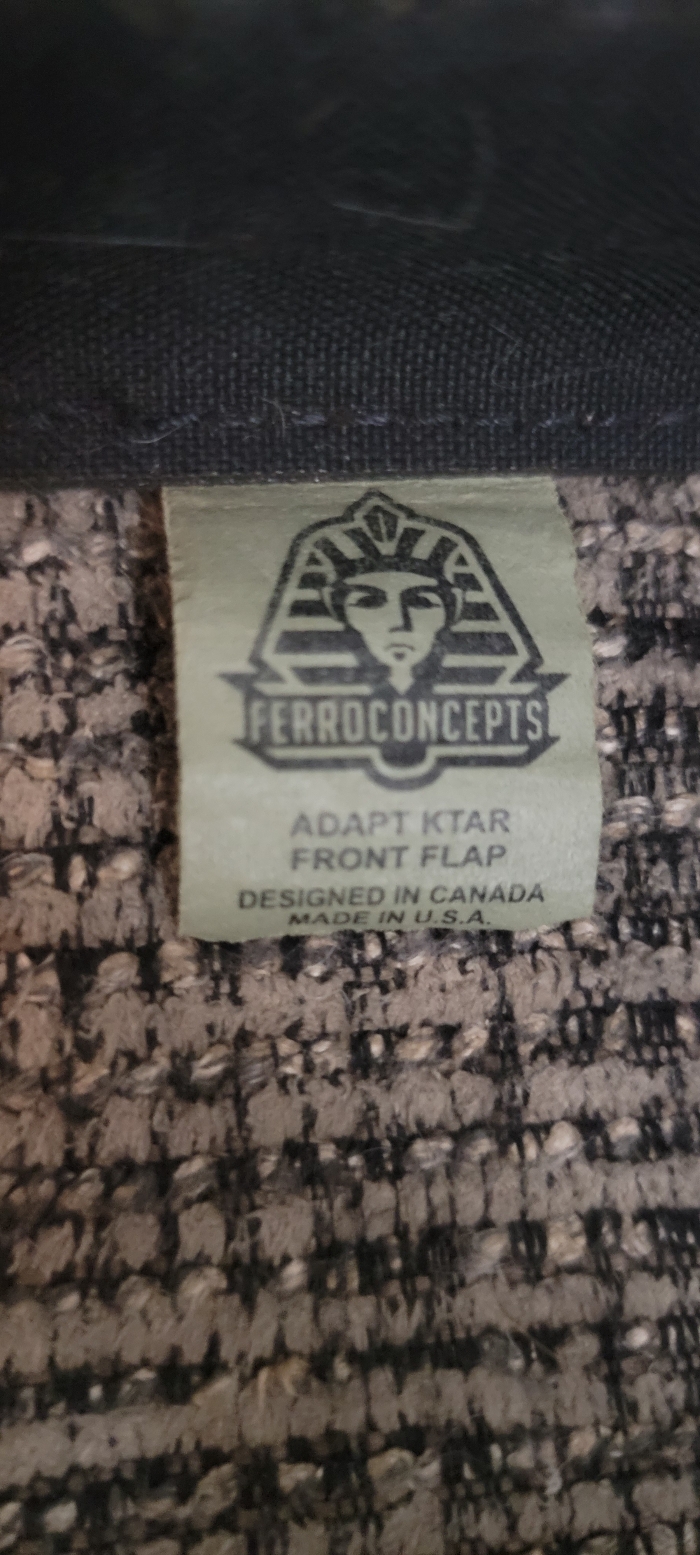 FERROCONCEPTS
ADAPT KTAR
FRONT FLAP
DESIGNED IN CANADA
MADE IN U.S.A.